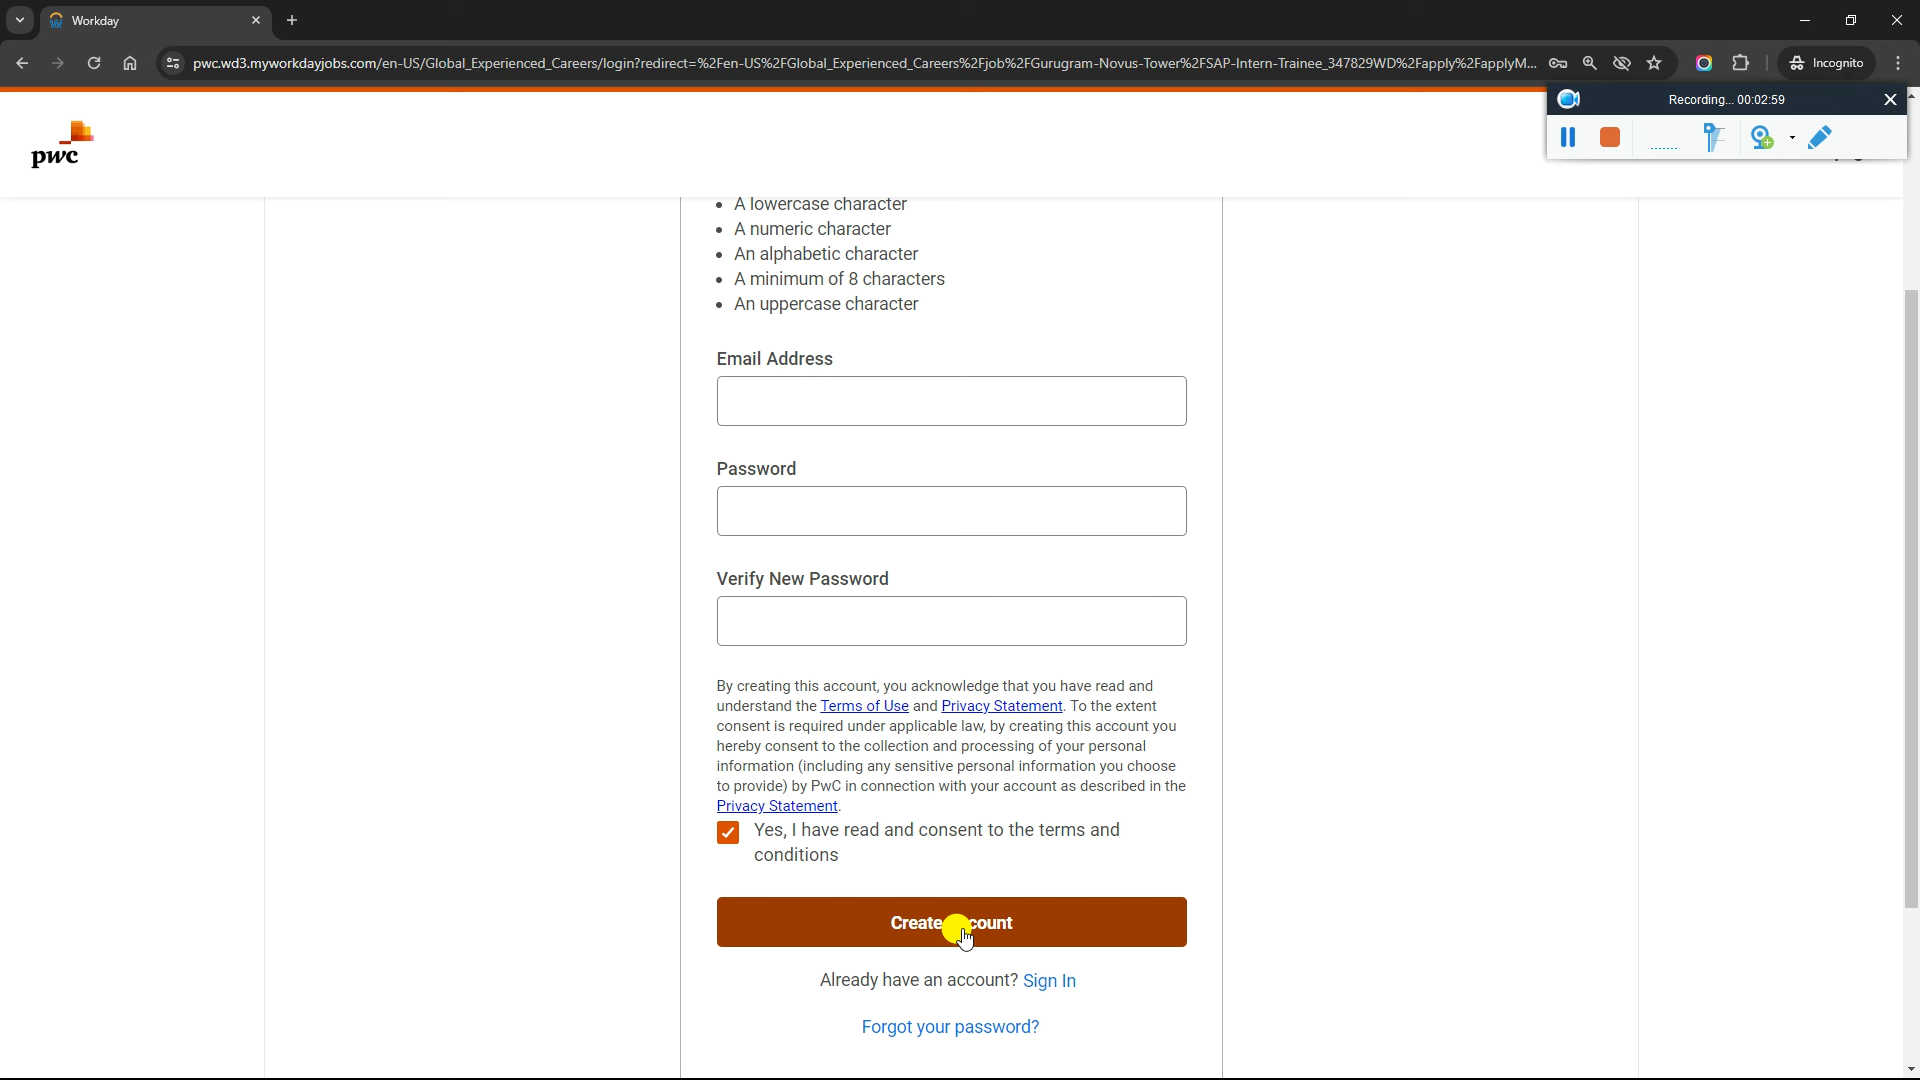 Workday
pwc.wd3.myworkdayjobs.com/en-US/Global_Experienced_Careers/login?redirect=%2Fen-US%2FGlobal_Experienced_Careers%2Fjob%2FGurugram-Novus-Tower%2FSAP-Intern-Trainee_347829WD%2Fapply%2FapplyM...
Incognito
Recording... 00:02:59
pwc
A lowercase character
A numeric character
An alphabetic character
A minimum of 8 characters
An uppercase character
Email Address
Password
Verify New Password
By creating this account, you acknowledge that you have read and
understand the Terms of Use and Privacy Statement. To the extent
consent is required under applicable law, by creating this account you
hereby consent to the collection and processing of your personal
information (including any sensitive personal information you choose
to provide) by PwC in connection with your account as described in the
Privacy Statement.
Yes, I have read and consent to the terms and
conditions
Create Account
Already have an account? Sign In
Forgot your password?